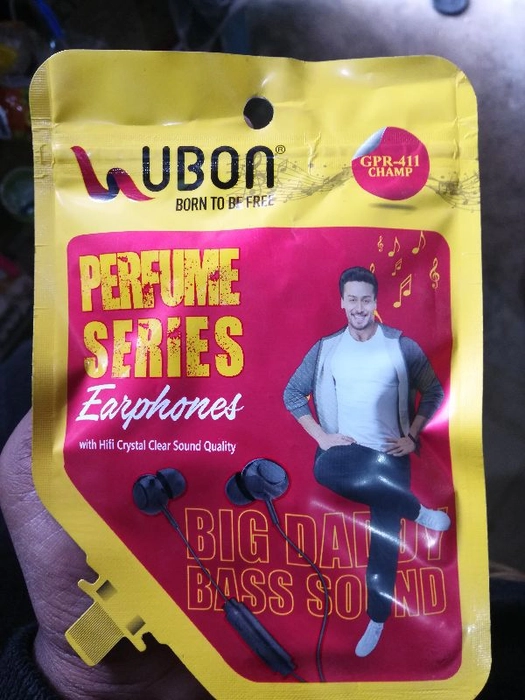 UBON®
BORN TO BE FREE
GPR-411
CHAMP
PERFUME
SERIES
Earphones
with Hifi Crystal Clear Sound Quality
BIG DADDY
BASS SOUND